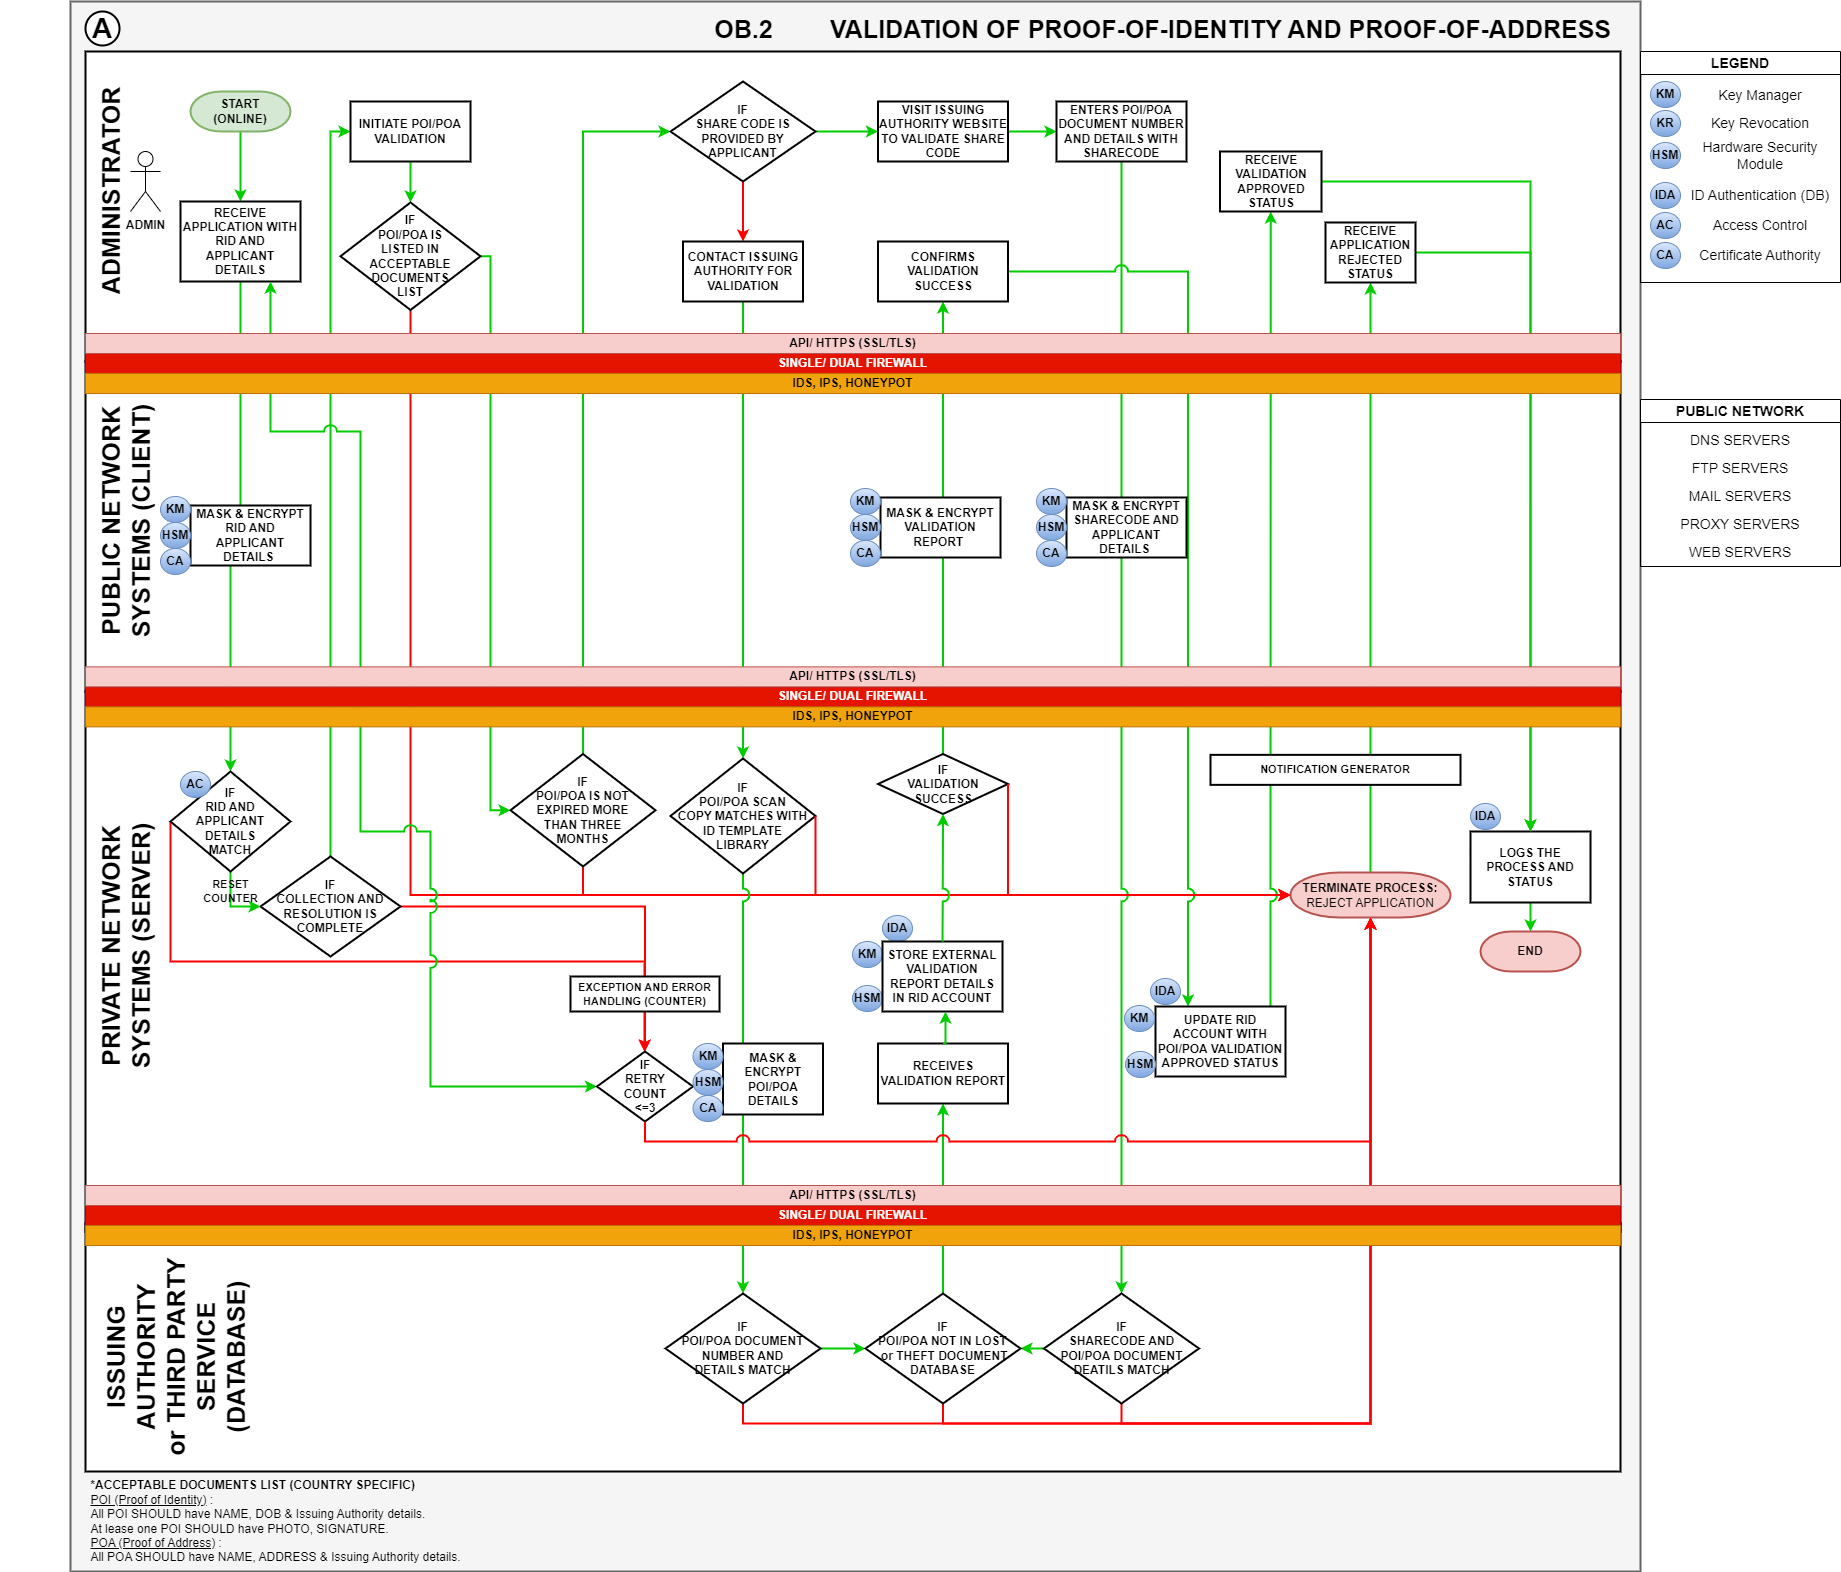 A
OB.2 VALIDATION OF PROOF-OF-IDENTITY AND PROOF-OF-ADDRESS
ADMINISTRATOR
ADMIN
START
(ONLINE)
RECEIVE
APPLICATION WITH
RID AND
APPLICANT
DETAILS
INITIATE POI/POA
VALIDATION
IF
POI/POA IS
LISTED IN
ACCEPTABLE
DOCUMENTS
LIST
IF
SHARE CODE IS
PROVIDED BY
APPLICANT
VISIT ISSUING
AUTHORITY WEBSITE
TO VALIDATE SHARE
CODE
ENTERS POI/POA
DOCUMENT NUMBER
AND DETAILS WITH
SHARECODE
CONTACT ISSUING
AUTHORITY FOR
VALIDATION
CONFIRMS
VALIDATION
SUCCESS
RECEIVE
VALIDATION
APPROVED
STATUS
RECEIVE
APPLICATION
REJECTED
STATUS
LEGEND
KM Key Manager
KR Key Revocation
HSM Hardware Security
Module
IDA ID Authentication (DB)
AC Access Control
CA Certificate Authority
API/ HTTPS (SSL/TLS)
SINGLE/ DUAL FIREWALL
IDS, IPS, HONEYPOT
PUBLIC NETWORK
SYSTEMS (CLIENT)
KM
HSM
CA
MASK & ENCRYPT
RID AND
APPLICANT
DETAILS
KM
HSM
CA
MASK & ENCRYPT
VALIDATION
REPORT
KM
HSM
CA
MASK & ENCRYPT
SHARECODE AND
APPLICANT
DETAILS
PUBLIC NETWORK
DNS SERVERS
FTP SERVERS
MAIL SERVERS
PROXY SERVERS
WEB SERVERS
API/ HTTPS (SSL/TLS)
SINGLE/ DUAL FIREWALL
IDS, IPS, HONEYPOT
PRIVATE NETWORK
SYSTEMS (SERVER)
AC
IF
RID AND
APPLICANT
DETAILS
MATCH
RESET
COUNTER
IF
COLLECTION AND
RESOLUTION IS
COMPLETE
IF
POI/POA IS NOT
EXPIRED MORE
THAN THREE
MONTHS
IF
POI/POA SCAN
COPY MATCHES WITH
ID TEMPLATE
LIBRARY
IF
VALIDATION
SUCCESS
NOTIFICATION GENERATOR
TERMINATE PROCESS:
REJECT APPLICATION
IDA
LOGS THE
PROCESS AND
STATUS
END
EXCEPTION AND ERROR
HANDLING (COUNTER)
IF
RETRY
COUNT
<=3
KM
HSM
CA
MASK &
ENCRYPT
POI/POA
DETAILS
IDA
KM
HSM
STORE EXTERNAL
VALIDATION
REPORT DETAILS
IN RID ACCOUNT
RECEIVES
VALIDATION REPORT
IDA
KM
HSM
UPDATE RID
ACCOUNT WITH
POI/POA VALIDATION
APPROVED STATUS
API/ HTTPS (SSL/TLS)
SINGLE/ DUAL FIREWALL
IDS, IPS, HONEYPOT
ISSUING
AUTHORITY
or THIRD PARTY
SERVICE
(DATABASE)
IF
POI/POA DOCUMENT
NUMBER AND
DETAILS MATCH
IF
POI/POA NOT IN LOST
or THEFT DOCUMENT
DATABASE
IF
SHARECODE AND
POI/POA DOCUMENT
DEATILS MATCH
*ACCEPTABLE DOCUMENTS LIST (COUNTRY SPECIFIC)
POI (Proof of Identity) :
All POI SHOULD have NAME, DOB & Issuing Authority details.
At lease one POI SHOULD have PHOTO, SIGNATURE.
POA (Proof of Address) :
All POA SHOULD have NAME, ADDRESS & Issuing Authority details.